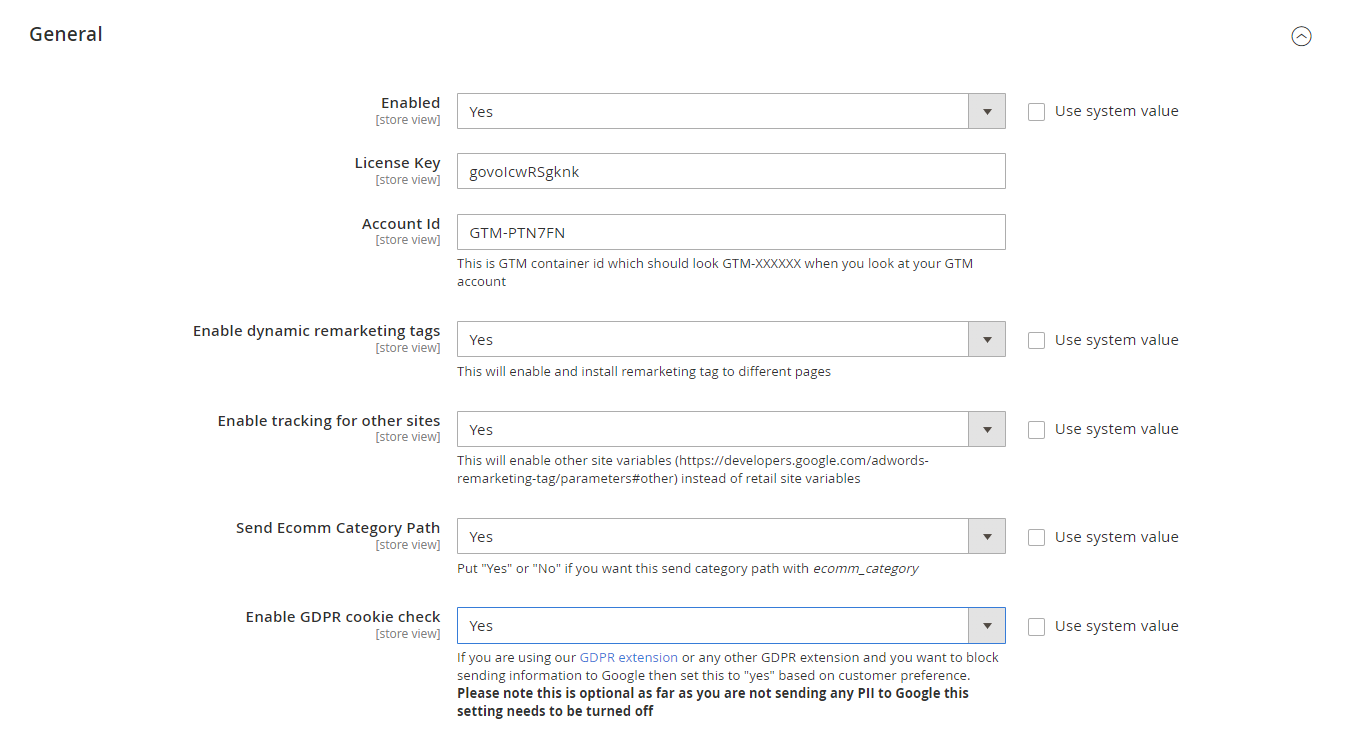 General
Enabled
[store view]
Yes
Use system value
License Key
[store view]
govoIcwRSgknk
Account Id
[store view]
GTM-PTN7FN
This is GTM container id which should look GTM-XXXXXX when you look at your GTM
account
Enable dynamic remarketing tags
[store view]
Yes
Use system value
This will enable and install remarketing tag to different pages
Enable tracking for other sites
[store view]
Yes
Use system value
This will enable other site variables (https://developers.google.com/adwords-
remarketing-tag/parameters#other) instead of retail site variables
Send Ecomm Category Path
[store view]
Yes
Use system value
Put "Yes" or "No" if you want this send category path with ecomm_category
Enable GDPR cookie check
[store view]
Yes
Use system value
If you are using our GDPR extension or any other GDPR extension and you want to block
sending information to Google then set this to "yes" based on customer preference.
Please note this is optional as far as you are not sending any PII to Google this
setting needs to be turned off